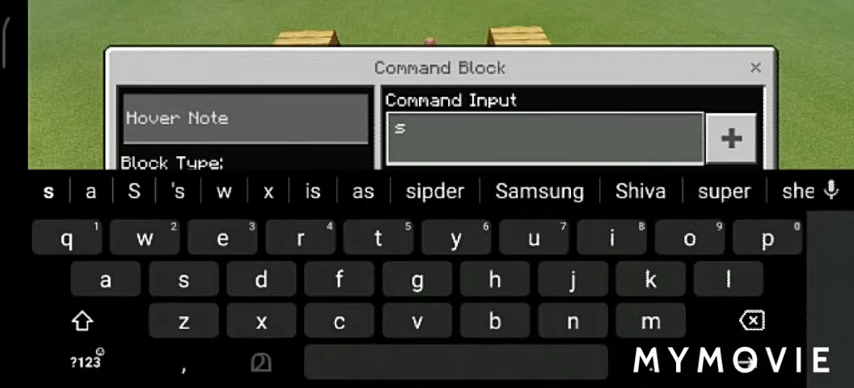 Command Block ×
Hover Note
Command Input
s
+
Block Type:
s a S 's w x is as sipder Samsung Shiva super she
q 1 w 2 e 3 r 4 t 5 y 6 u 7 i 8 o 9 p 0
a s d f g h j k l
z x c v b n m
?123 , മ
MYMOVIE